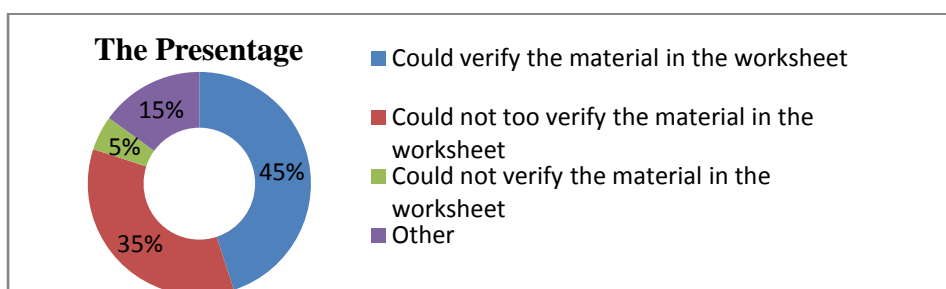 The Presentage
15%
5%
45%
35%
Could verify the material in the worksheet
Could not too verify the material in the
worksheet
Could not verify the material in the
worksheet
Other